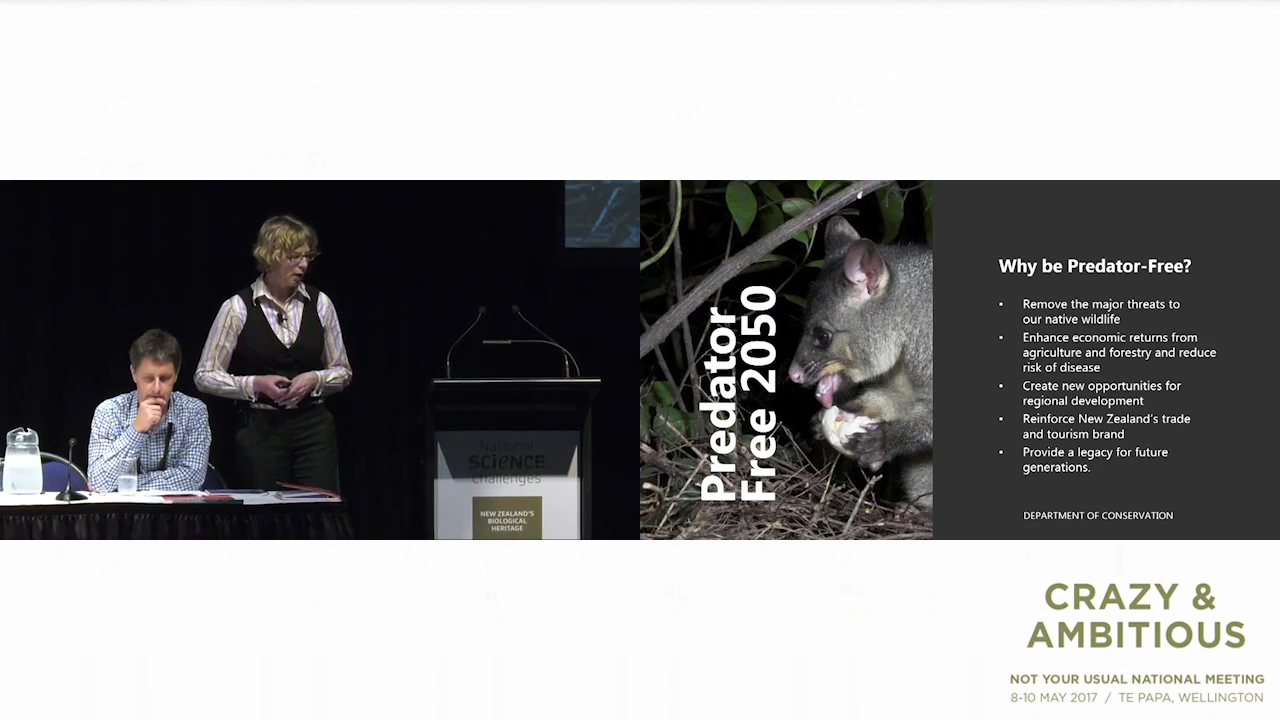 National
SCIENCE
Challenges
NEW ZEALAND'S
BIOLOGICAL
HERITAGE
Predator
Free 2050
Why be Predator-Free?
• Remove the major threats to
our native wildlife
• Enhance economic returns from
agriculture and forestry and reduce
risk of disease
• Create new opportunities for
regional development
• Reinforce New Zealand's trade
and tourism brand
• Provide a legacy for future
generations.
DEPARTMENT OF CONSERVATION
CRAZY &
AMBITIOUS
NOT YOUR USUAL NATIONAL MEETING
8-10 MAY 2017 / TE PAPA, WELLINGTON